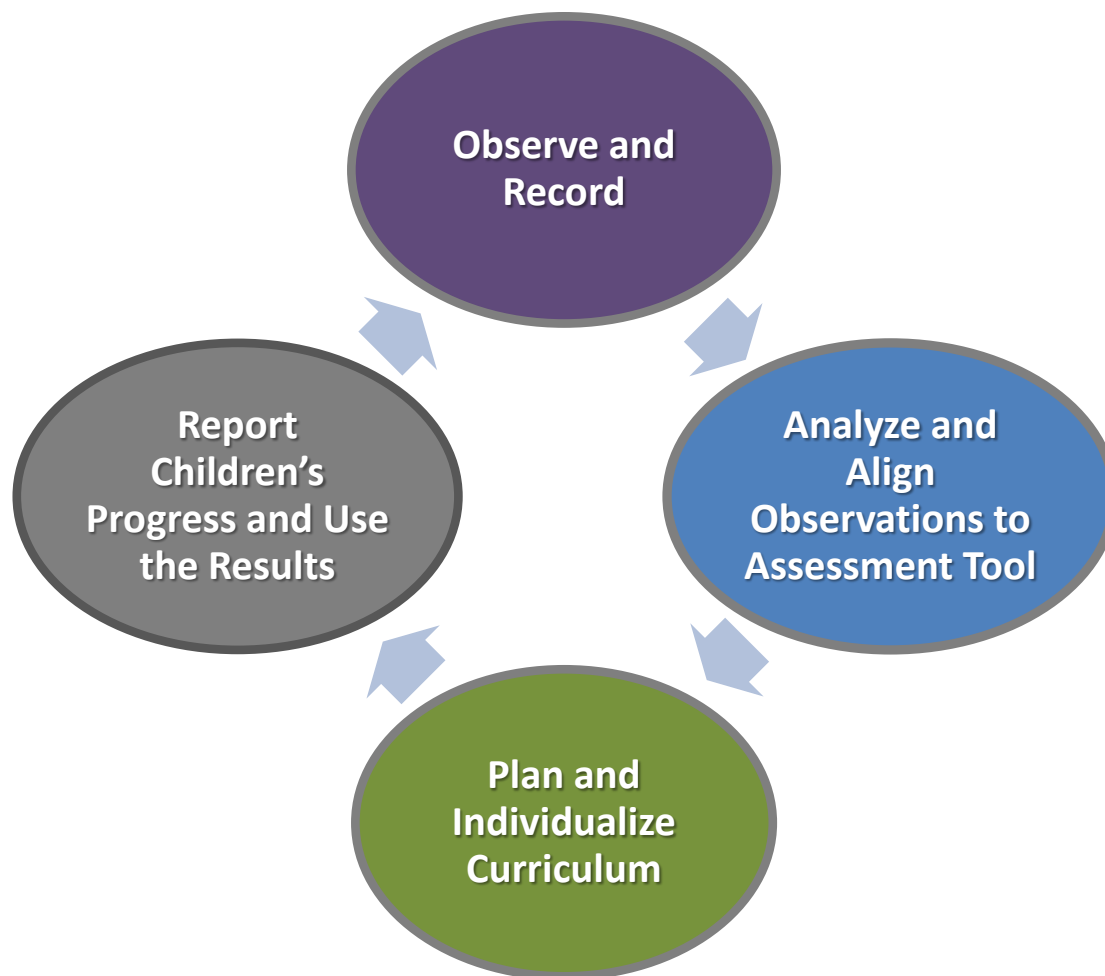 Observe and
Record
Analyze and
Align
Observations to
Assessment Tool
Plan and
Individualize
Curriculum
Report
Children’s
Progress and Use
the Results